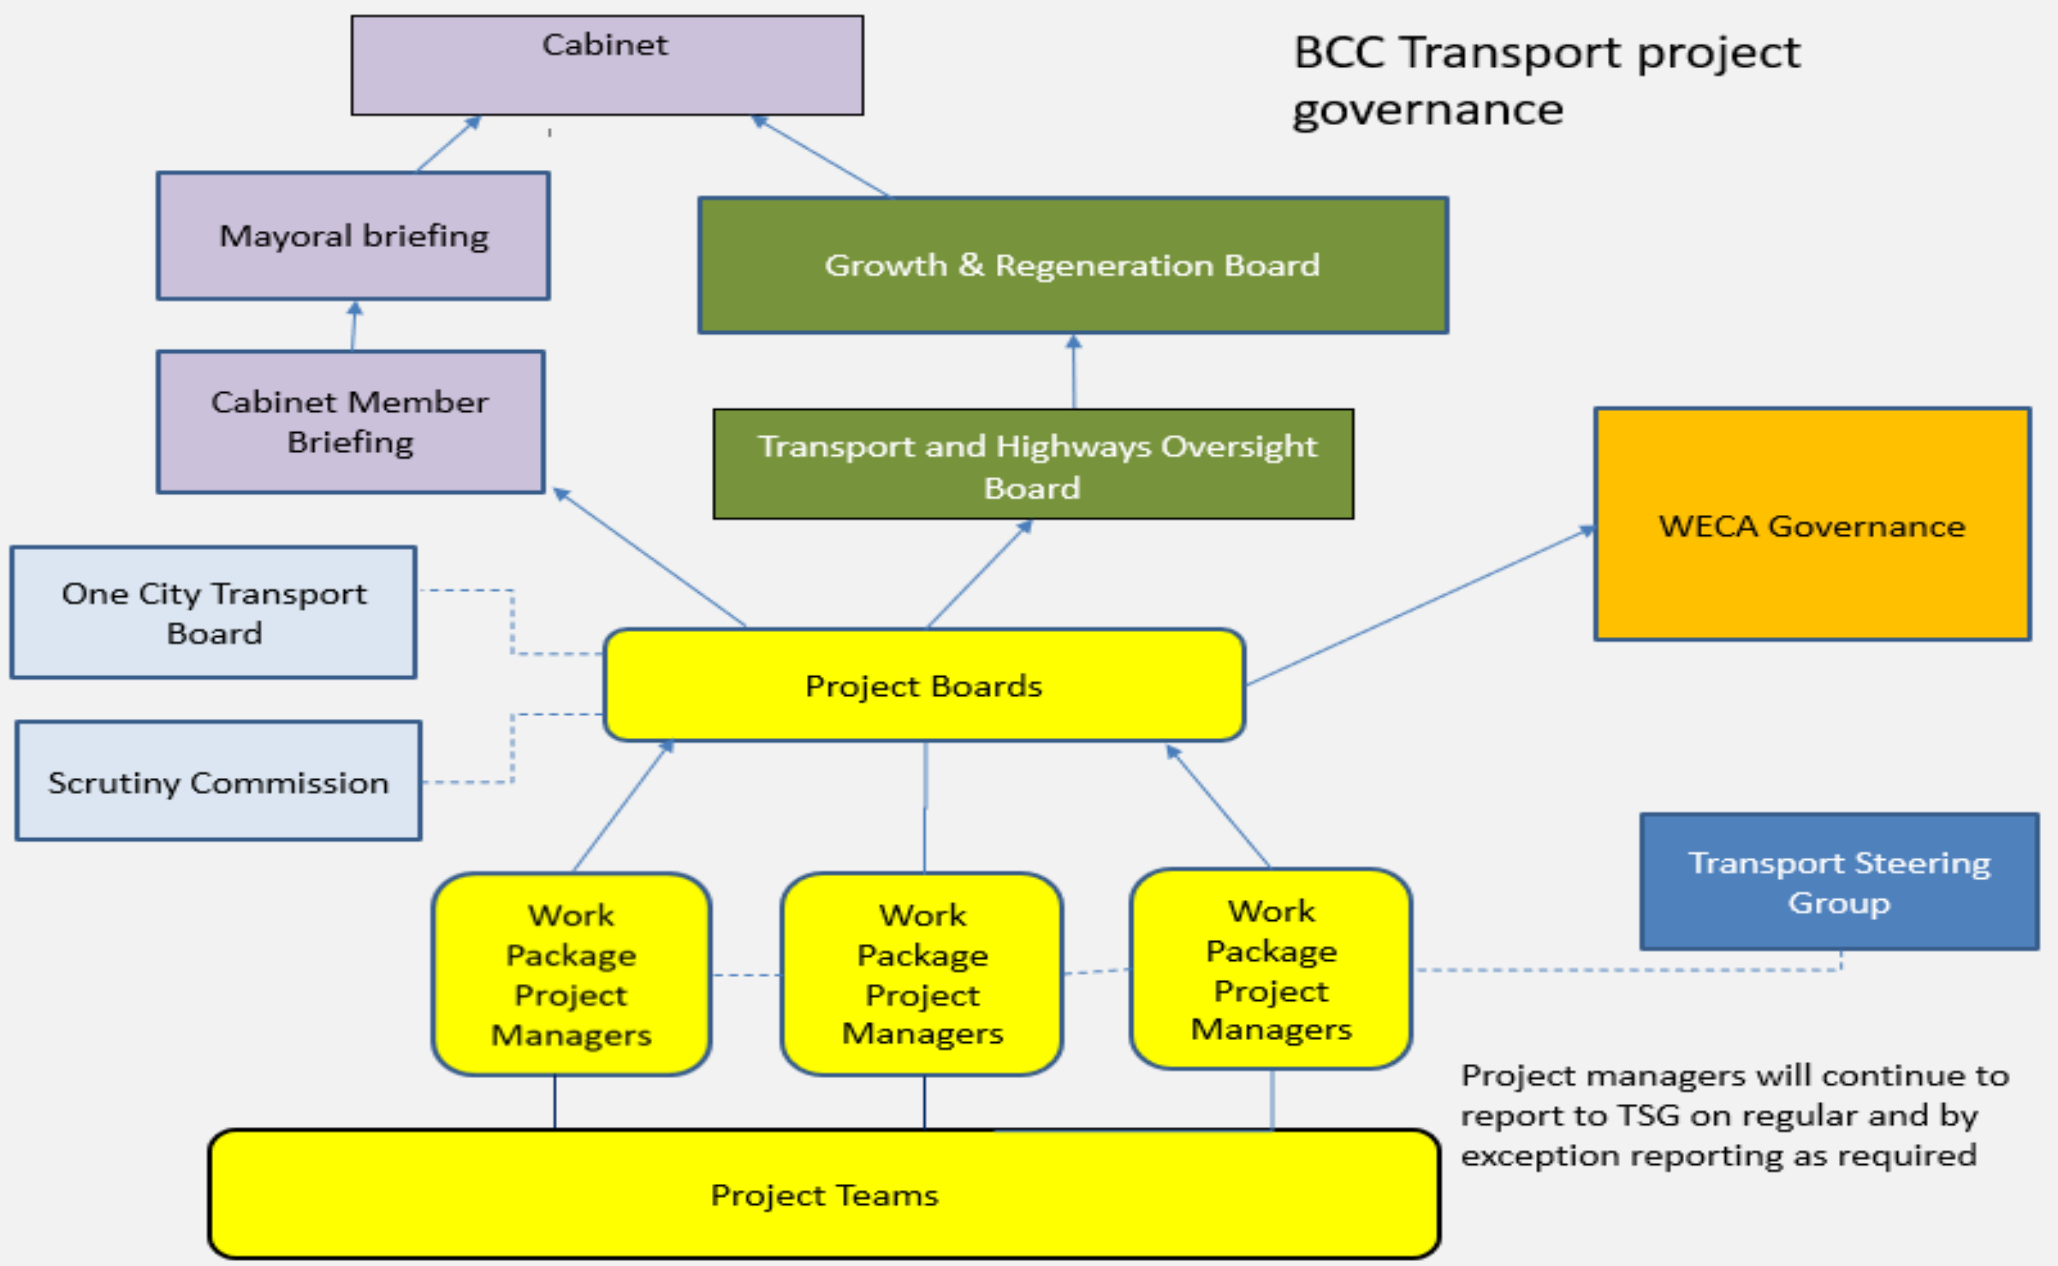 Cabinet
BCC Transport project
governance
Mayoral briefing
Growth & Regeneration Board
Cabinet Member
Briefing
Transport and Highways Oversight
Board
WECA Governance
One City Transport
Board
Project Boards
Scrutiny Commission
Transport Steering
Group
Work
Package
Project
Managers
Work
Package
Project
Managers
Work
Package
Project
Managers
Project managers will continue to
report to TSG on regular and by
exception reporting as required
Project Teams